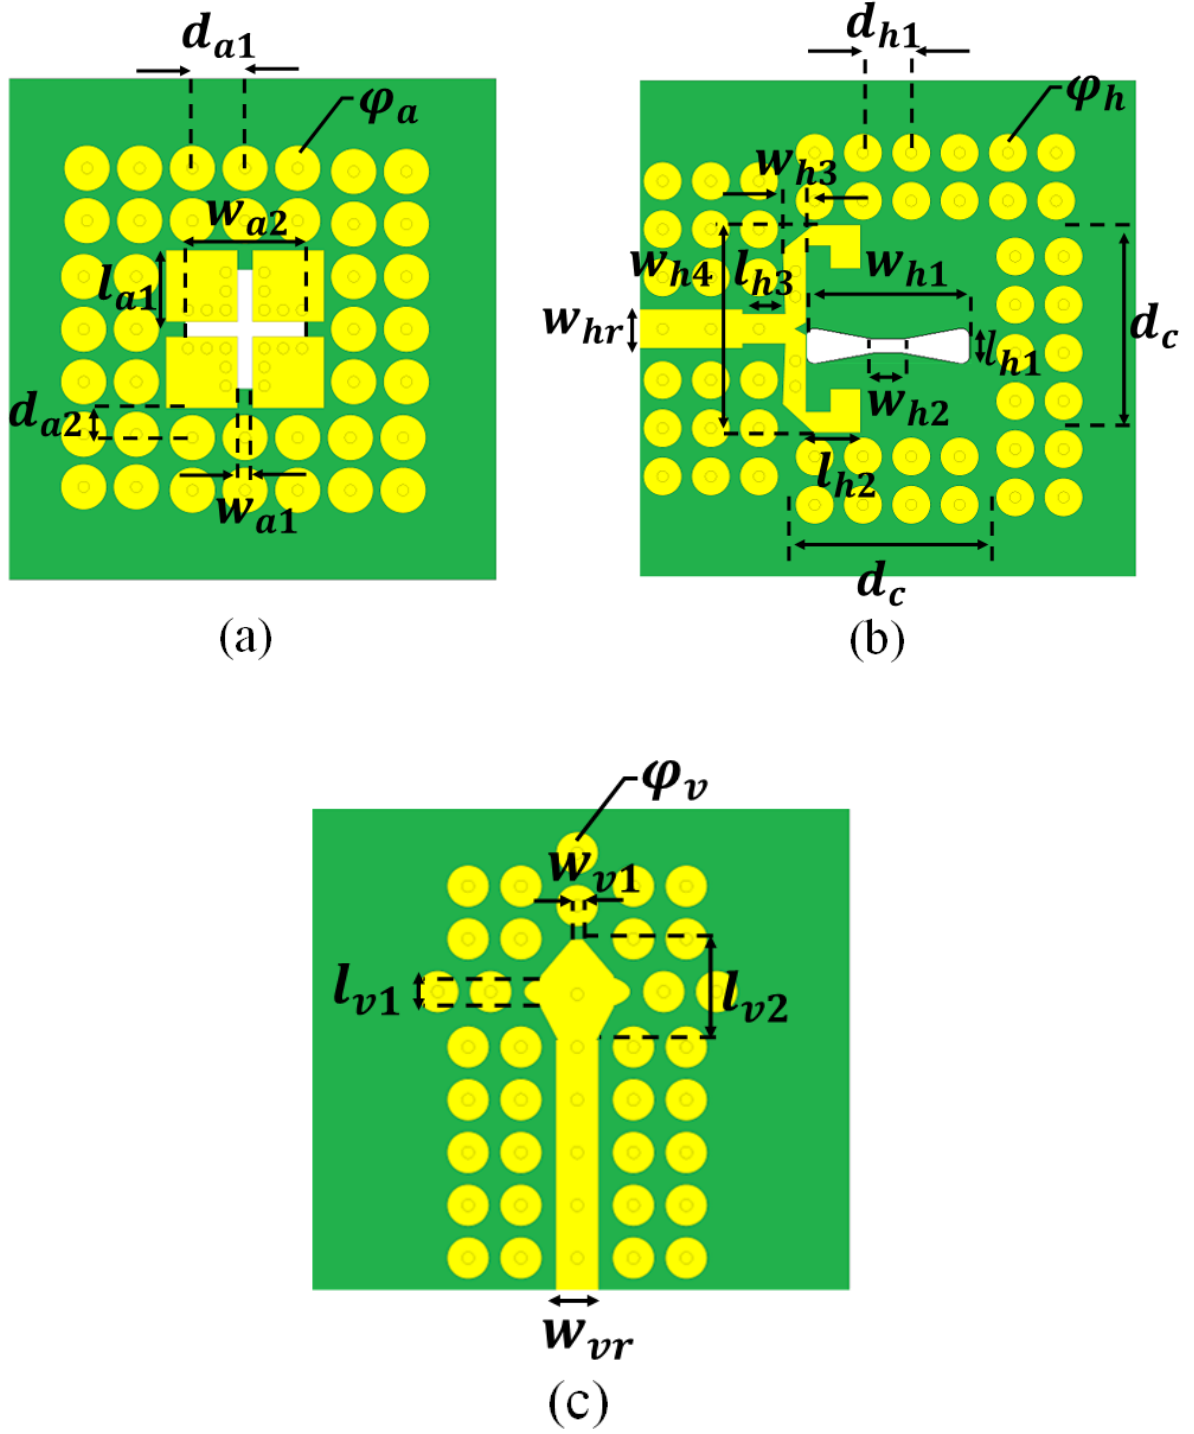 d_{a1}
φ_a
w_{a2}
l_{a1}
d_{a2}
w_{a1}
(a)
d_{h1}
φ_h
w_{h3}
w_{h4}
l_{h3}
w_{h1}
w_{hr}
d_c
l_{h1}
w_{h2}
l_{h2}
d_c
(b)
φ_v
w_{v1}
l_{v1}
l_{v2}
w_{vr}
(c)